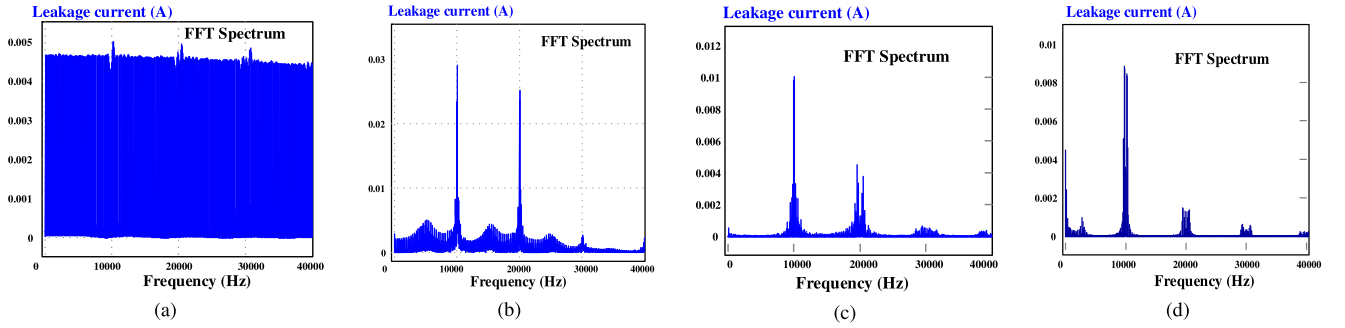 Leakage current (A)
FFT Spectrum
0.005
0.004
0.003
0.002
0.001
0
0 10000 20000 30000 40000
Frequency (Hz)
(a)
Leakage current (A)
FFT Spectrum
0.03
0.02
0.01
0
0 10000 20000 30000 40000
Frequency (Hz)
(b)
Leakage current (A)
FFT Spectrum
0.012
0.01
0.008
0.006
0.004
0.002
0
0 10000 20000 30000 40000
Frequency (Hz)
(c)
Leakage current (A)
FFT Spectrum
0.01
0.008
0.006
0.004
0.002
0
0 10000 20000 30000 40000
Frequency (Hz)
(d)